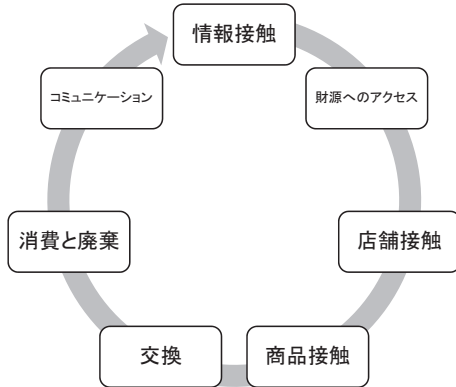 情報接触
財源へのアクセス
店舗接触
商品接触
交換
消費と廃棄
コミュニケーション